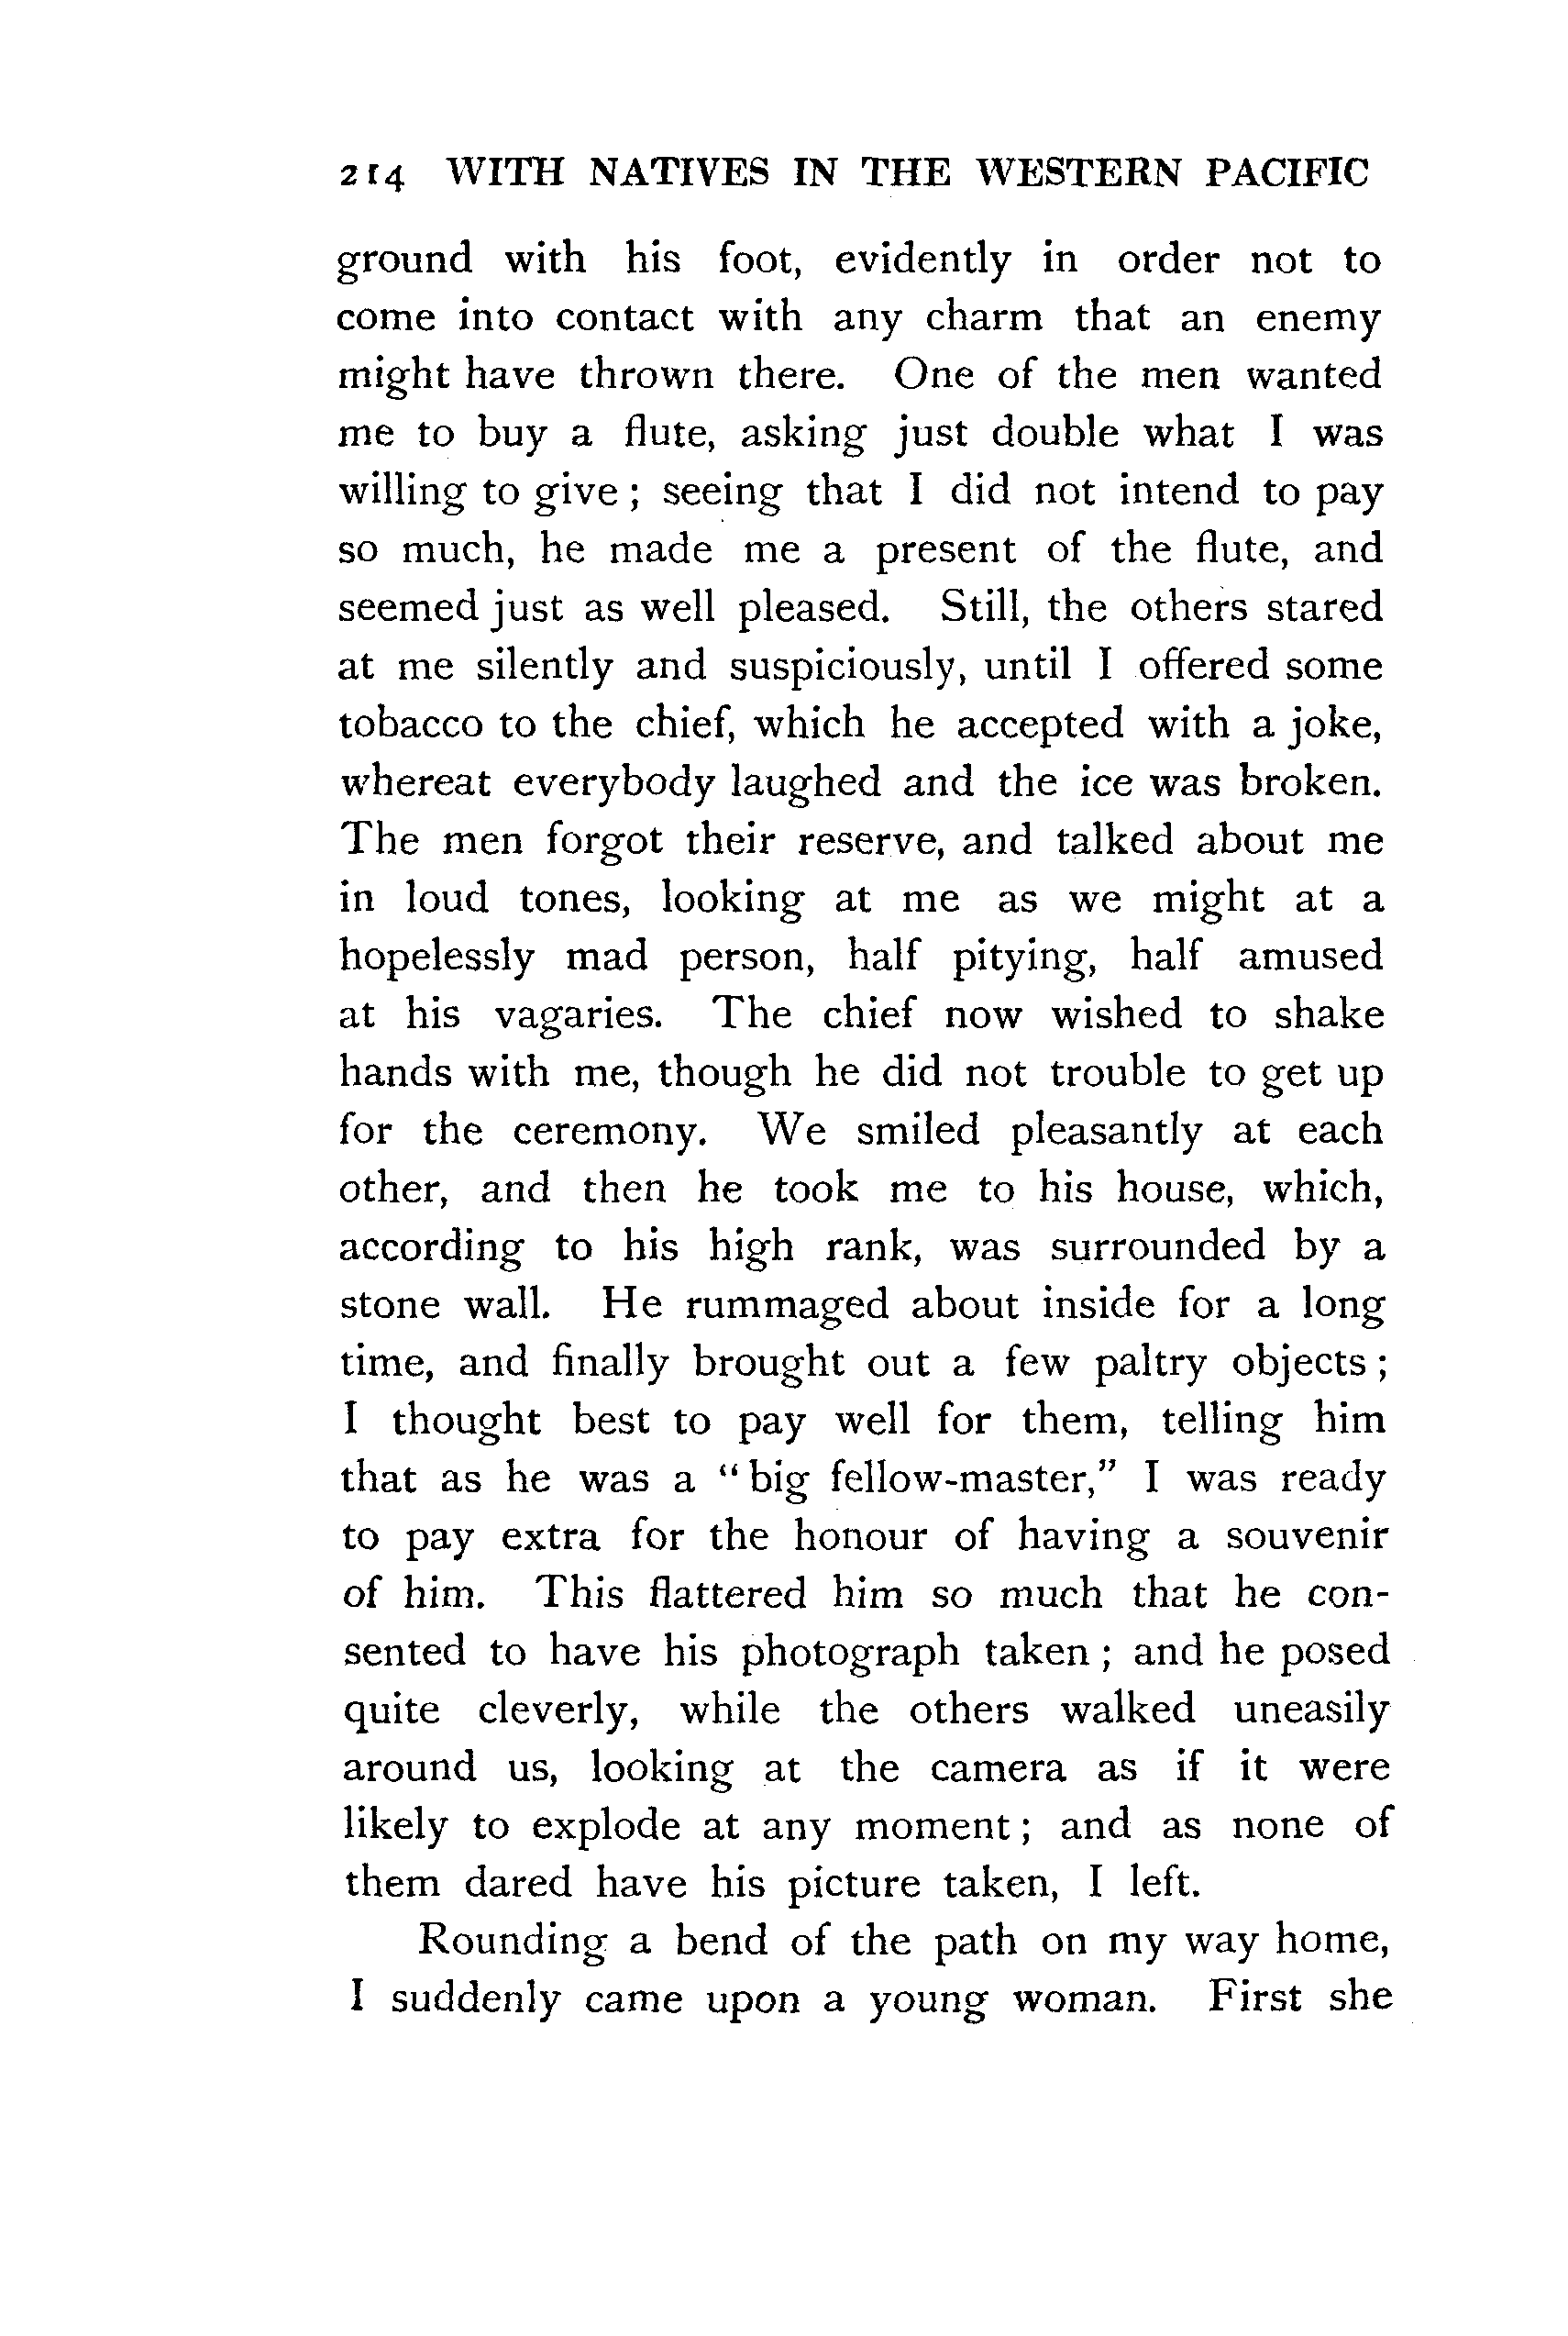 214 WITH NATIVES IN THE WESTERN PACIFIC
ground with his foot, evidently in order not to
come into contact with any charm that an enemy
might have thrown there. One of the men wanted
me to buy a flute, asking just double what I was
willing to give ; seeing that I did not intend to pay
so much, he made me a present of the flute, and
seemed just as well pleased. Still, the others stared
at me silently and suspiciously, until I offered some
tobacco to the chief, which he accepted with a joke,
whereat everybody laughed and the ice was broken.
The men forgot their reserve, and talked about me
in loud tones, looking at me as we might at a
hopelessly mad person, half pitying, half amused
at his vagaries. The chief now wished to shake
hands with me, though he did not trouble to get up
for the ceremony. We smiled pleasantly at each
other, and then he took me to his house, which,
according to his high rank, was surrounded by a
stone wall. He rummaged about inside for a long
time, and finally brought out a few paltry objects ;
I thought best to pay well for them, telling him
that as he was a “ big fellow-master,” I was ready
to pay extra for the honour of having a souvenir
of him. This flattered him so much that he con-
sented to have his photograph taken ; and he posed
quite cleverly, while the others walked uneasily
around us, looking at the camera as if it were
likely to explode at any moment ; and as none of
them dared have his picture taken, I left.
Rounding a bend of the path on my way home,
I suddenly came upon a young woman. First she